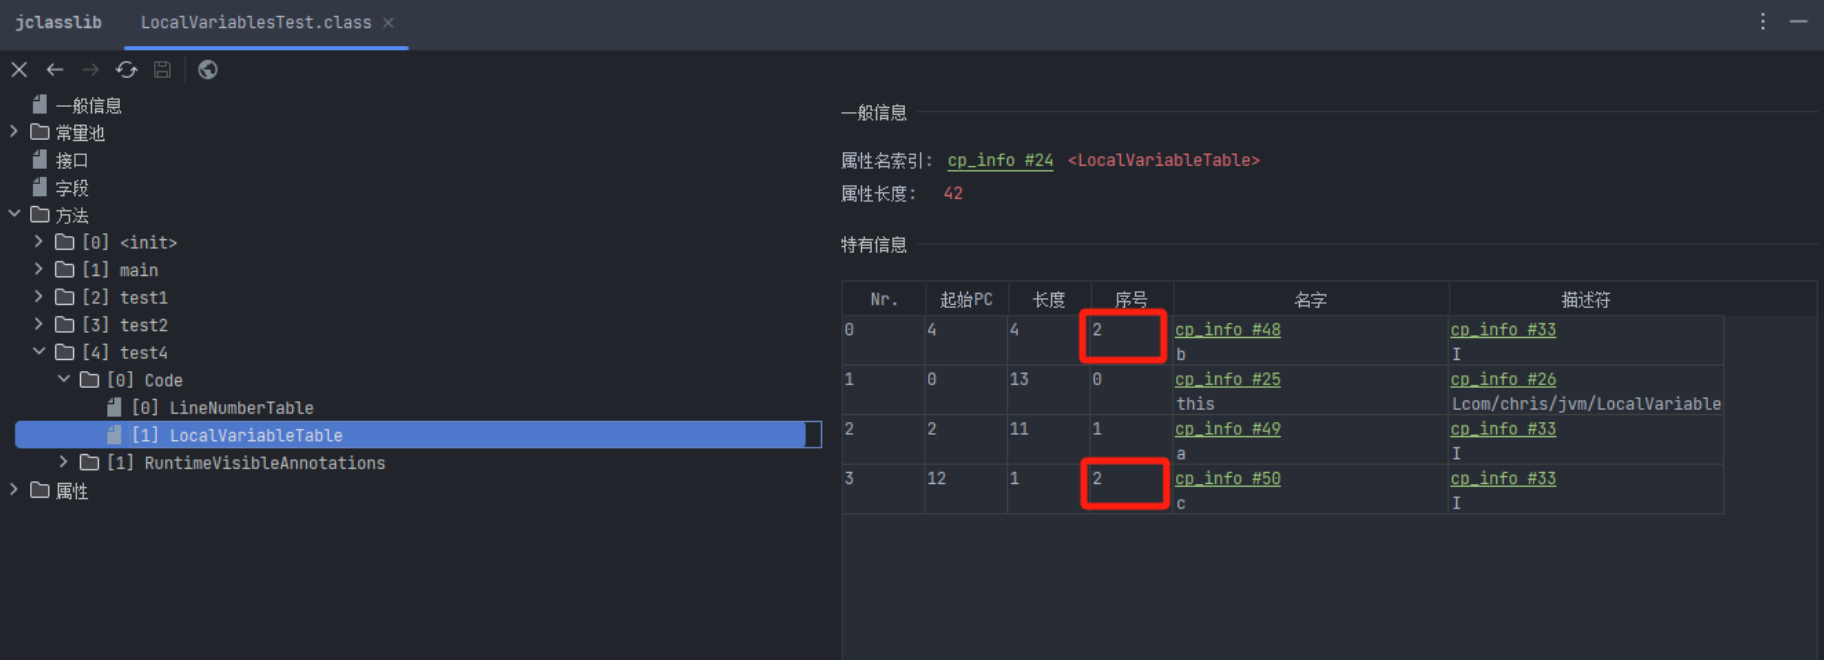 jclasslib LocalVariablesTest.class
一般信息
常量池
接口
字段
方法
[0] <init>
[1] main
[2] test1
[3] test2
[4] test4
[0] Code
[0] LineNumberTable
[1] LocalVariableTable
[1] RuntimeVisibleAnnotations
属性
一般信息
属性名索引: cp_info #24 <LocalVariableTable>
属性长度: 42
特有信息
Nr. 起始PC 长度 序号 名字 描述符
0 4 4 2 cp_info #48 cp_info #33
b I
1 0 13 0 cp_info #25 cp_info #26
this Lcom/chris/jvm/LocalVariable
2 2 11 1 cp_info #49 cp_info #33
a I
3 12 1 2 cp_info #50 cp_info #33
c I